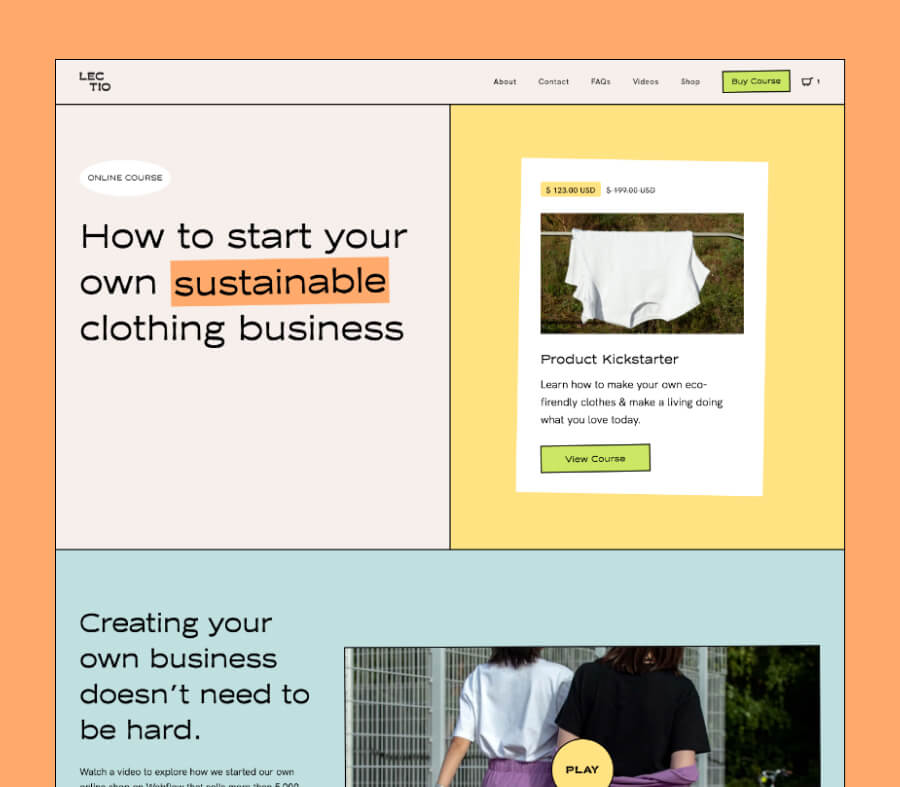 LEC
TIO
About Contact FAQs Videos Shop Buy Course 1
ONLINE COURSE
How to start your
own sustainable
clothing business
$ 123.00 USD $ 199.00 USD
Product Kickstarter
Learn how to make your own eco-
firendly clothes & make a living doing
what you love today.
View Course
Creating your
own business
doesn't need to
be hard.
Watch a video to explore how we started our own
online shop on Webflow that sells more than 5,000
PLAY